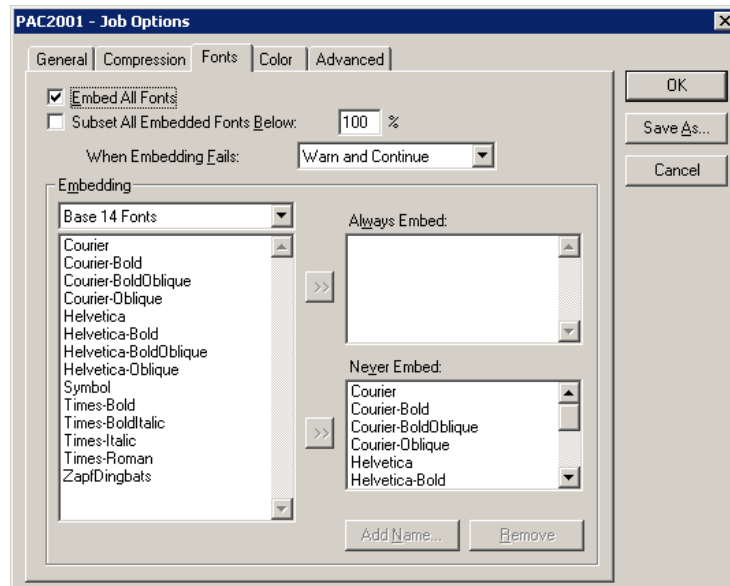 PAC2001 - Job Options
General Compression Fonts Color Advanced
Embed All Fonts
Subset All Embedded Fonts Below: 100 %
When Embedding Fails: Warn and Continue
OK
Save As...
Cancel
Embedding
Base 14 Fonts
Courier
Courier-Bold
Courier-BoldOblique
Courier-Oblique
Helvetica
Helvetica-Bold
Helvetica-BoldOblique
Helvetica-Oblique
Symbol
Times-Bold
Times-BoldItalic
Times-Italic
Times-Roman
ZapfDingbats
>>
>>
Always Embed:
Never Embed:
Courier
Courier-Bold
Courier-BoldOblique
Courier-Oblique
Helvetica
Helvetica-Bold
Add Name... Remove